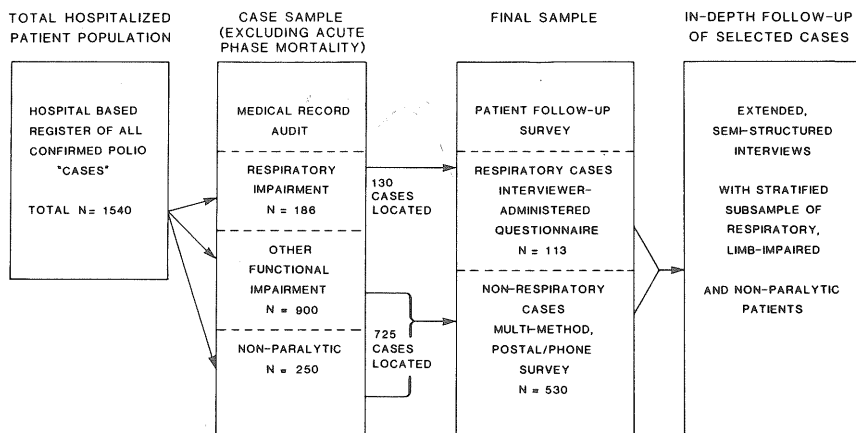 TOTAL HOSPITALIZED
PATIENT POPULATION
HOSPITAL BASED
REGISTER OF ALL
CONFIRMED POLIO
"CASES"
TOTAL N= 1540
CASE SAMPLE
(EXCLUDING ACUTE
PHASE MORTALITY)
MEDICAL RECORD
AUDIT
RESPIRATORY
IMPAIRMENT
N = 186
OTHER
FUNCTIONAL
IMPAIRMENT
N = 900
NON-PARALYTIC
N = 250
130
CASES
LOCATED
725
CASES
LOCATED
FINAL SAMPLE
PATIENT FOLLOW-UP
SURVEY
RESPIRATORY CASES
INTERVIEWER-
ADMINISTERED
QUESTIONNAIRE
N = 113
NON-RESPIRATORY
CASES
MULTI-METHOD,
POSTAL/PHONE
SURVEY
N = 530
IN-DEPTH FOLLOW-UP
OF SELECTED CASES
EXTENDED,
SEMI-STRUCTURED
INTERVIEWS
WITH STRATIFIED
SUBSAMPLE OF
RESPIRATORY,
LIMB-IMPAIRED
AND NON-PARALYTIC
PATIENTS